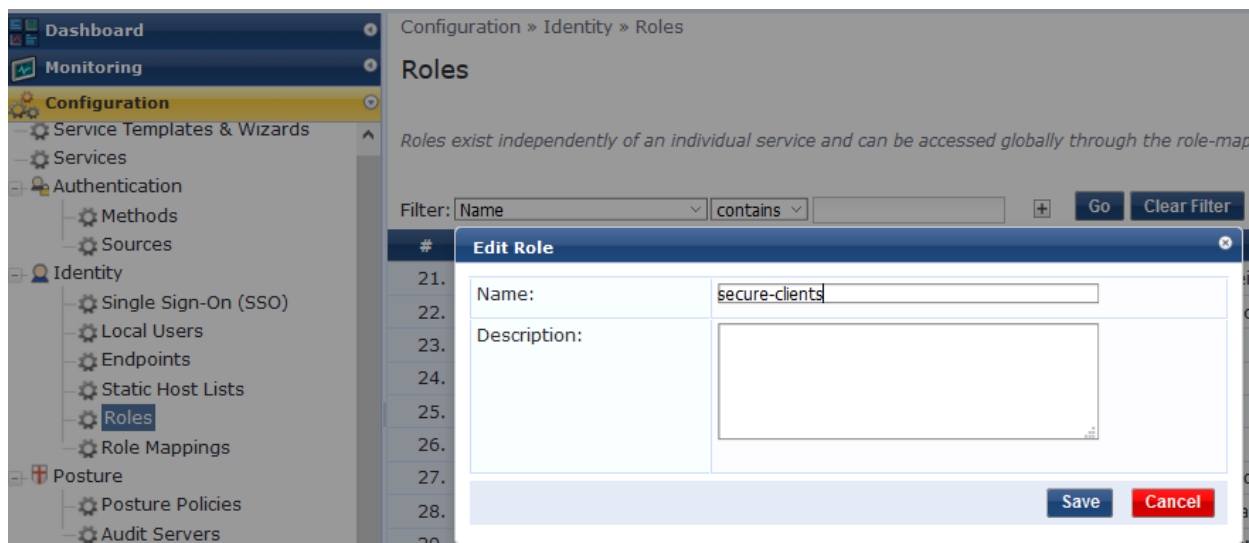 Dashboard
Monitoring
Configuration
Service Templates & Wizards
Services
Authentication
Methods
Sources
Identity
Single Sign-On (SSO)
Local Users
Endpoints
Static Host Lists
Roles
Role Mappings
Posture
Posture Policies
Audit Servers
Configuration » Identity » Roles
Roles
Roles exist independently of an individual service and can be accessed globally through the role-map
Filter: Name contains + Go Clear Filter
#
21.
22.
23.
24.
25.
26.
27.
28.
Edit Role
Name: secure-clients
Description:
Save Cancel